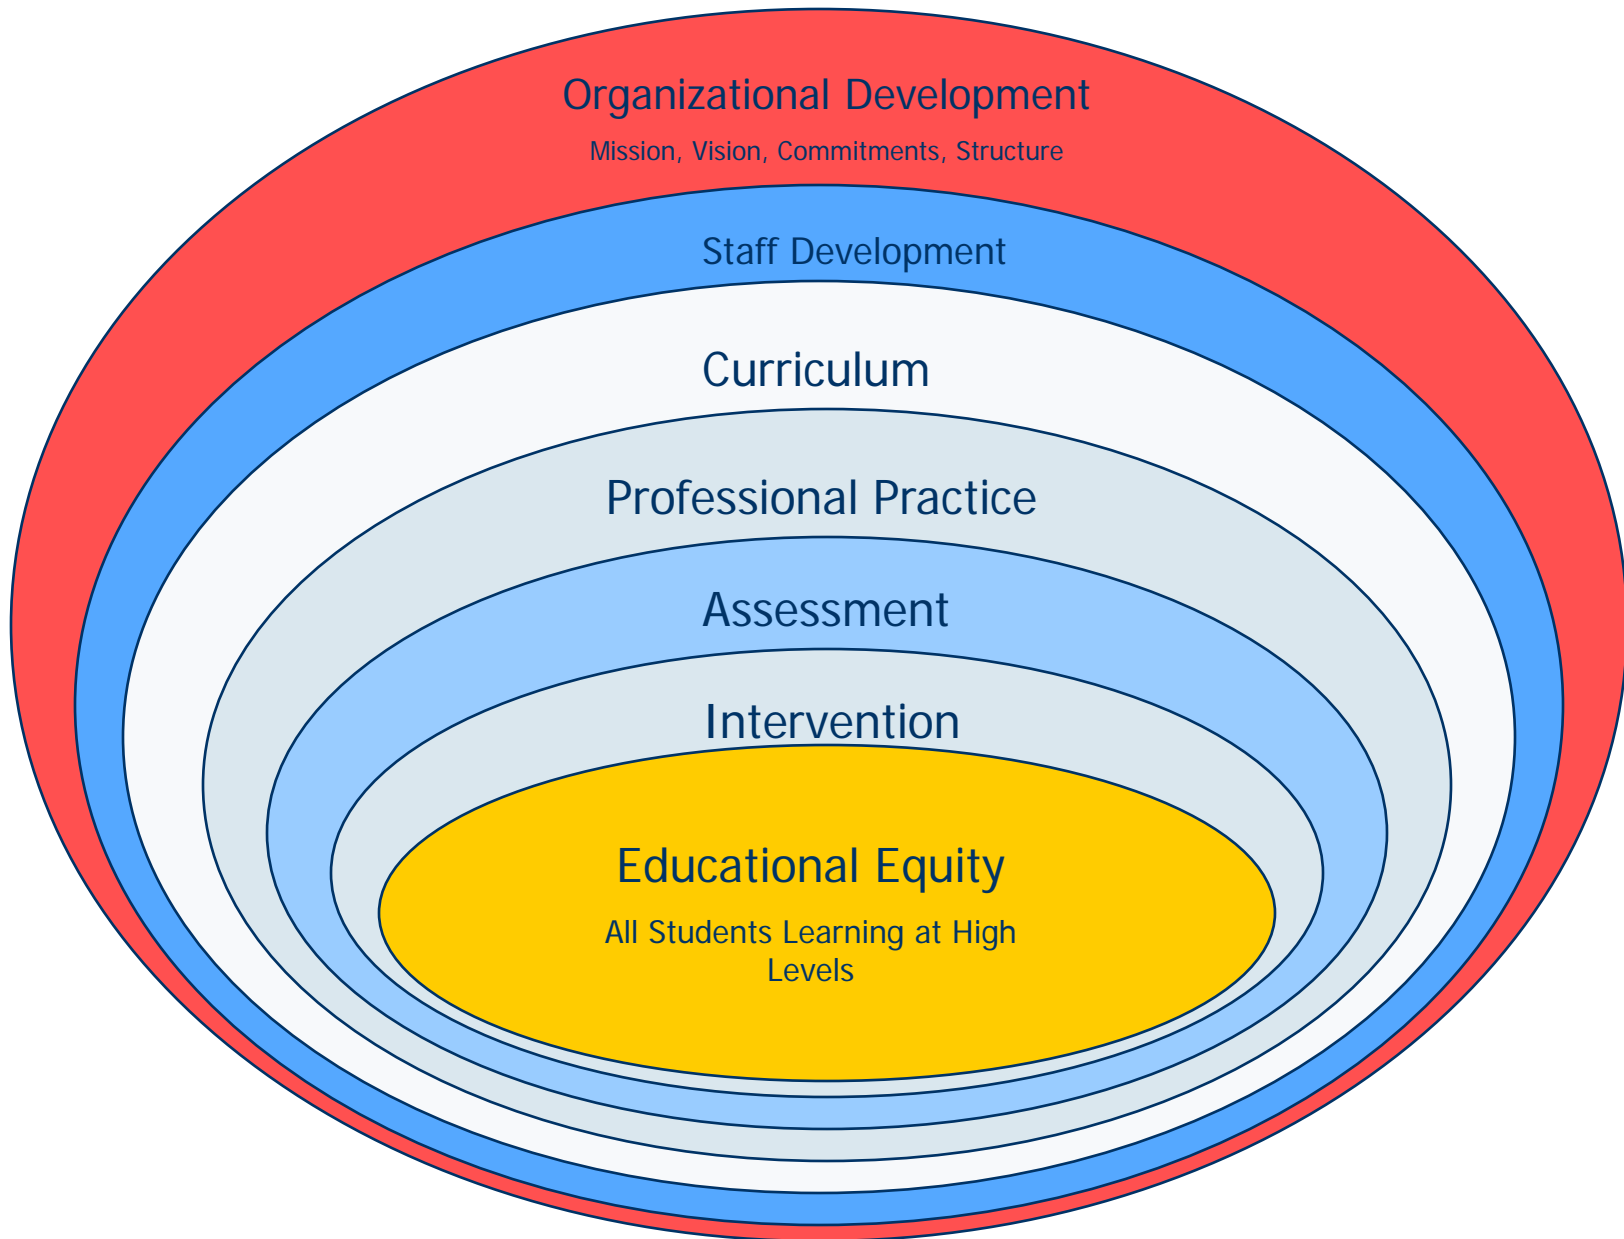 Organizational Development
Mission, Vision, Commitments, Structure
Staff Development
Curriculum
Professional Practice
Assessment
Intervention
Educational Equity
All Students Learning at High
Levels